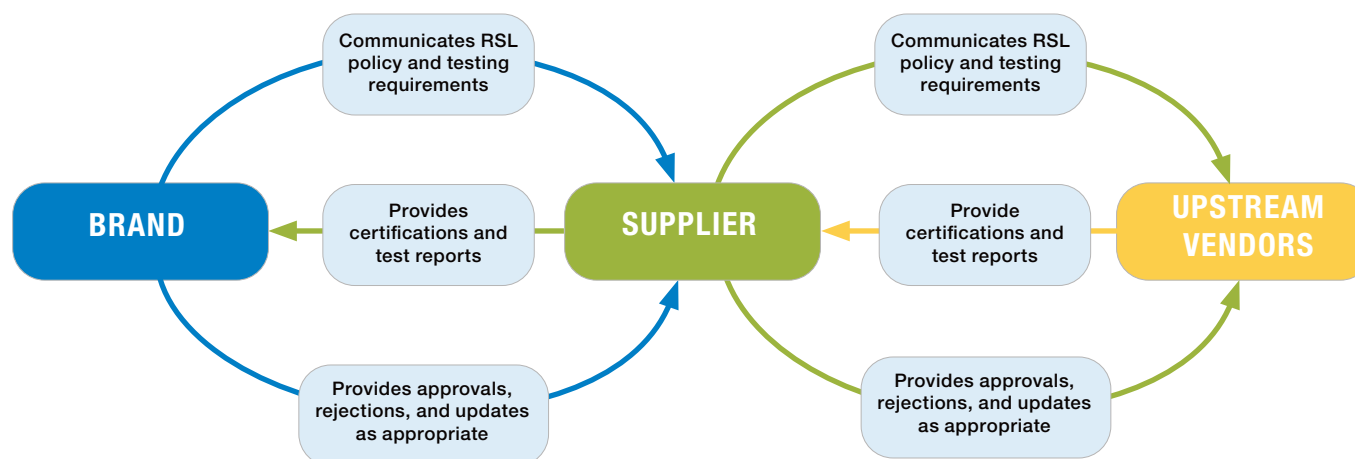 Communicates RSL
policy and testing
requirements
Communicates RSL
policy and testing
requirements
BRAND
Provides
certifications and
test reports
SUPPLIER
Provide
certifications and
test reports
UPSTREAM
VENDORS
Provides approvals,
rejections, and updates
as appropriate
Provides approvals,
rejections, and updates
as appropriate